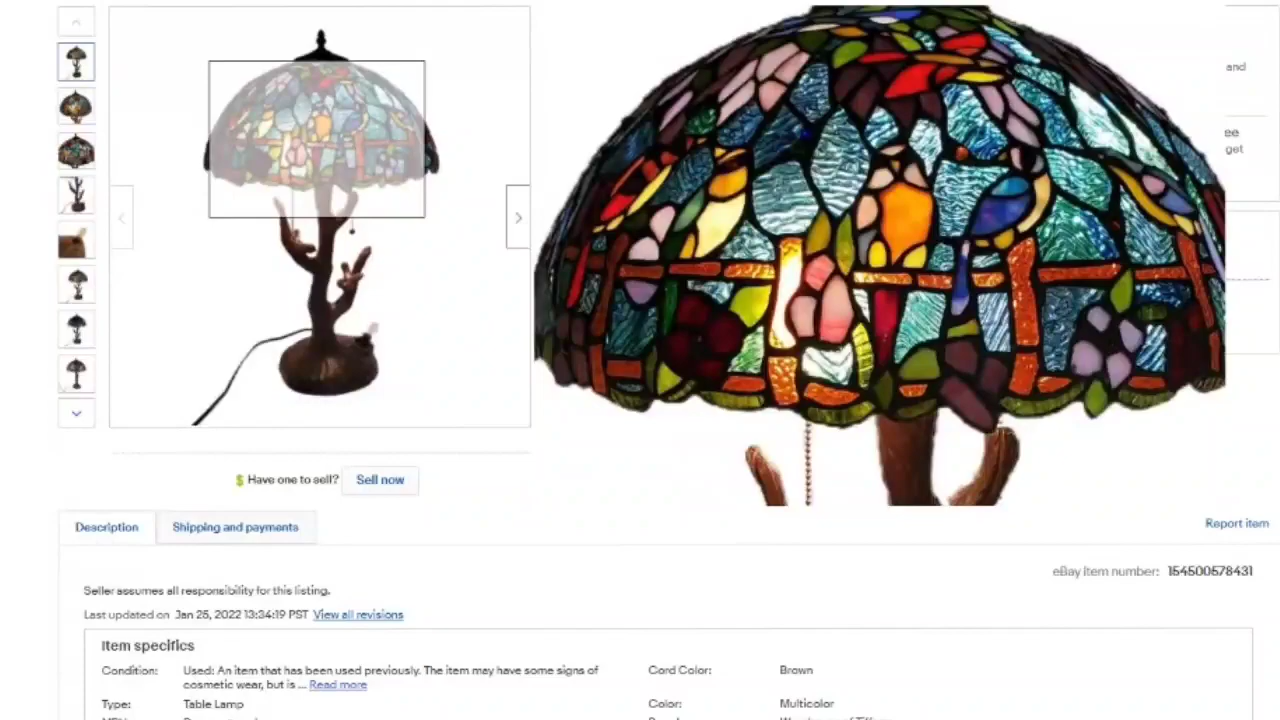 and
ee
get
$ Have one to sell? Sell now
Description Shipping and payments
Report item
eBay item number: 154500578431
Seller assumes all responsibility for this listing.
Last updated on Jan 25, 2022 13:34:19 PST View all revisions
Item specifics
Condition: Used: An item that has been used previously. The item may have some signs of
cosmetic wear, but is ... Read more
Cord Color: Brown
Type: Table Lamp
Color: Multicolor